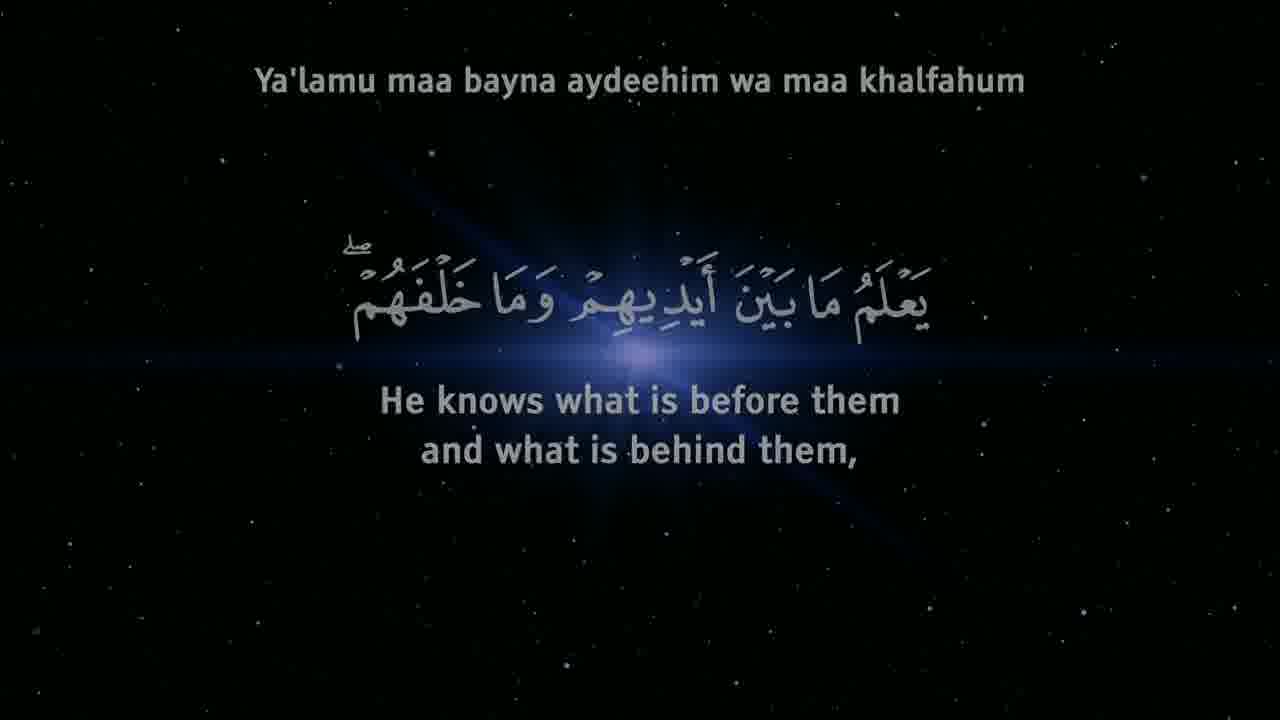 Ya'lamu maa bayna aydeehim wa maa khalfahum
يَعْلَمُ مَا بَيْنَ أَيْدِيهِمْ وَمَا خَلْفَهُمْ ۖ
He knows what is before them
and what is behind them,